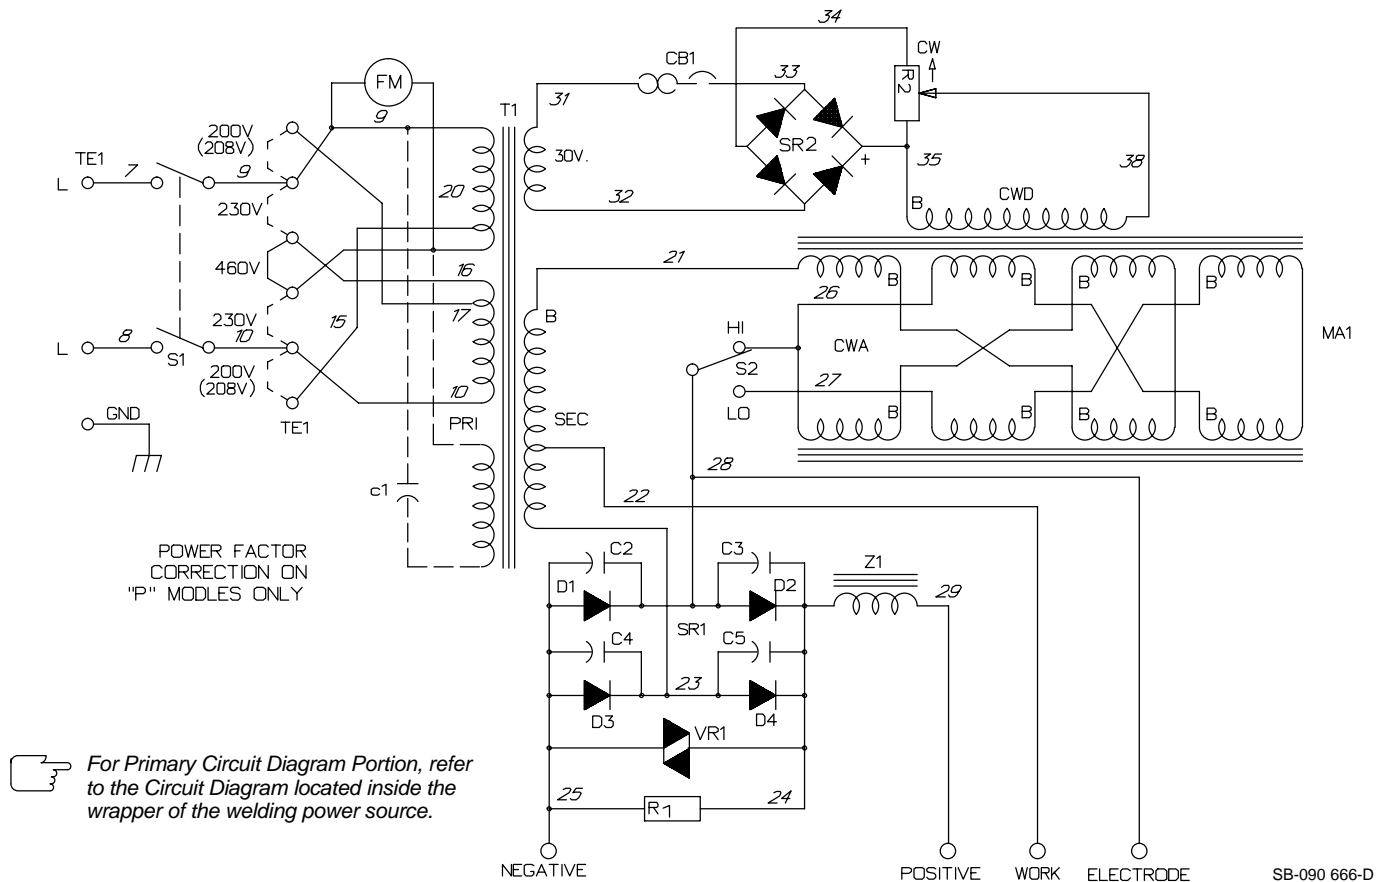 34
CB1
33
CW
R2
FM
9
31
T1
200V
(208V)
TE1
7
L
9
30V.
SR2
+
35
38
20
32
B
CWD
230V
21
460V
16
26
B
B
B
B
230V
15
17
B
HI
CWA
MA1
8
10
L
S1
S2
27
200V
(208V)
10
LO
GND
TE1
PRI
SEC
B
B
B
B
28
c1
22
POWER FACTOR
CORRECTION ON
"P" MODLES ONLY
C2
C3
Z1
D1
D2
29
SR1
C4
C5
23
D3
D4
VR1
For Primary Circuit Diagram Portion, refer
to the Circuit Diagram located inside the
wrapper of the welding power source.
25
R1
24
NEGATIVE
POSITIVE
WORK
ELECTRODE
SB-090 666-D